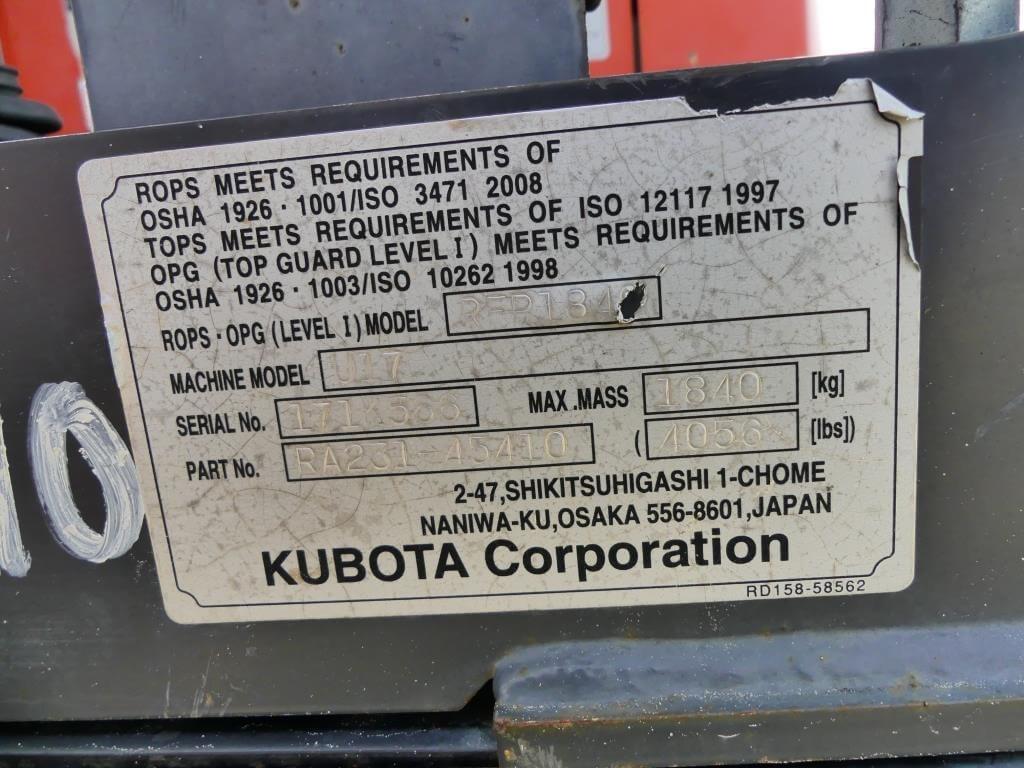 ROPS MEETS REQUIREMENTS OF
OSHA 1926・1001/ISO 3471 2008
TOPS MEETS REQUIREMENTS OF ISO 12117 1997
OPG (TOP GUARD LEVEL I) MEETS REQUIREMENTS OF
OSHA 1926・1003/ISO 10262 1998
ROPS・OPG (LEVEL I) MODEL
MACHINE MODEL U17
SERIAL No. MAX .MASS 1840 [kg]
PART No. RA231-45410 ( 4056 [lbs])
2-47,SHIKITSUHIGASHI 1-CHOME
NANIWA-KU,OSAKA 556-8601,JAPAN
KUBOTA Corporation
RD158-58562